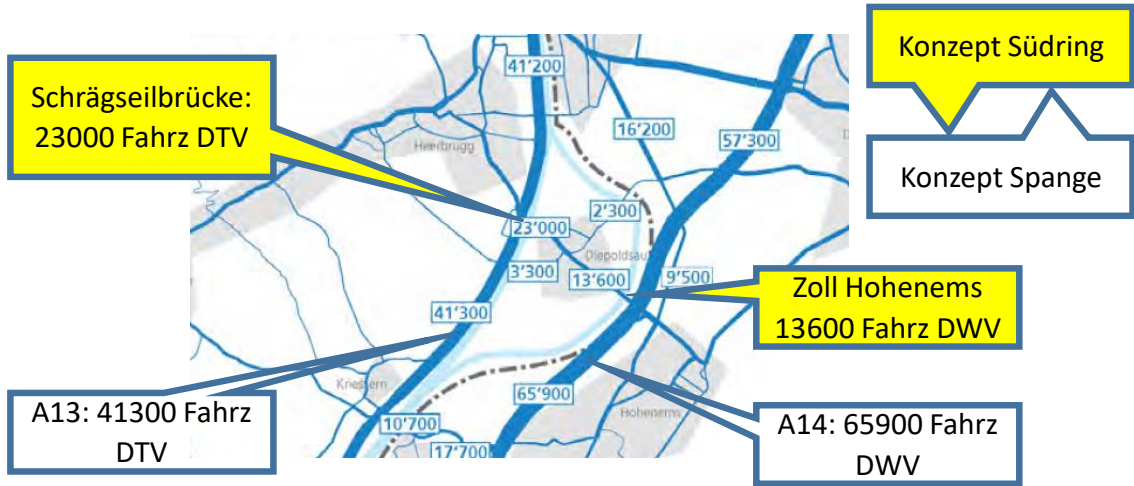 Konzept Südring
Konzept Spange
Schrägseilbrücke:
23000 Fahrz DTV
41'200
16'200
57'300
Heerbrugg
2'300
23'000
Diepoldsau
3'300
13'600
9'500
Zoll Hohenems
13600 Fahrz DWV
41'300
Kriessern
65'900
Hohenems
A13: 41300 Fahrz
DTV
10'700
17'700
A14: 65900 Fahrz
DWV